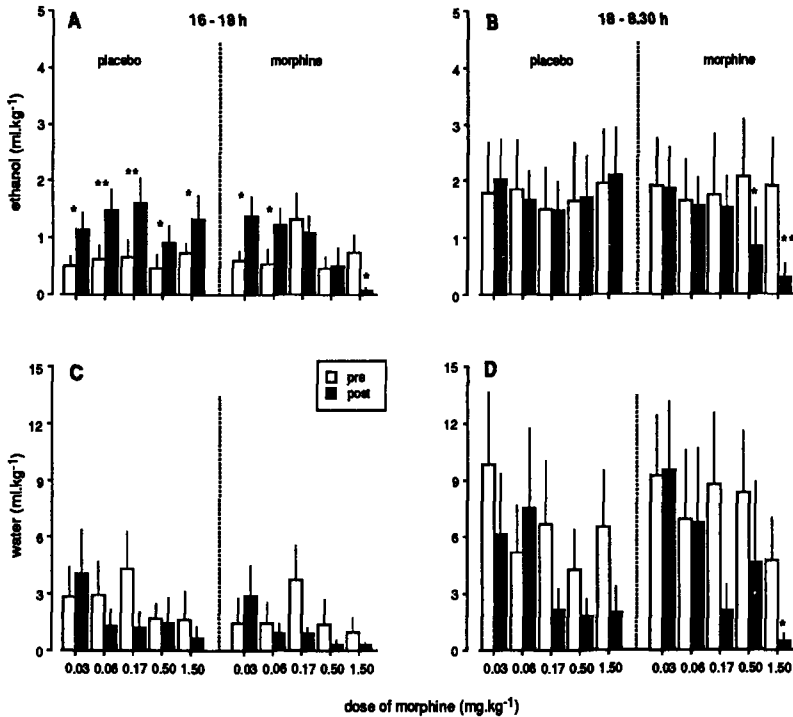 A
16 - 18 h
placebo
morphine
ethanol (ml.kg-1)
5
4
3
2
1
0
* ** ** * * * * *
B
18 - 8.30 h
placebo
morphine
5
4
3
2
1
0
* **
C
pre
post
water (ml.kg-1)
15
12
9
6
3
0
0.03 0.06 0.17 0.50 1.50 0.03 0.06 0.17 0.50 1.50
D
15
12
9
6
3
0
*
0.03 0.06 0.17 0.50 1.50 0.03 0.06 0.17 0.50 1.50
dose of morphine (mg.kg-1)